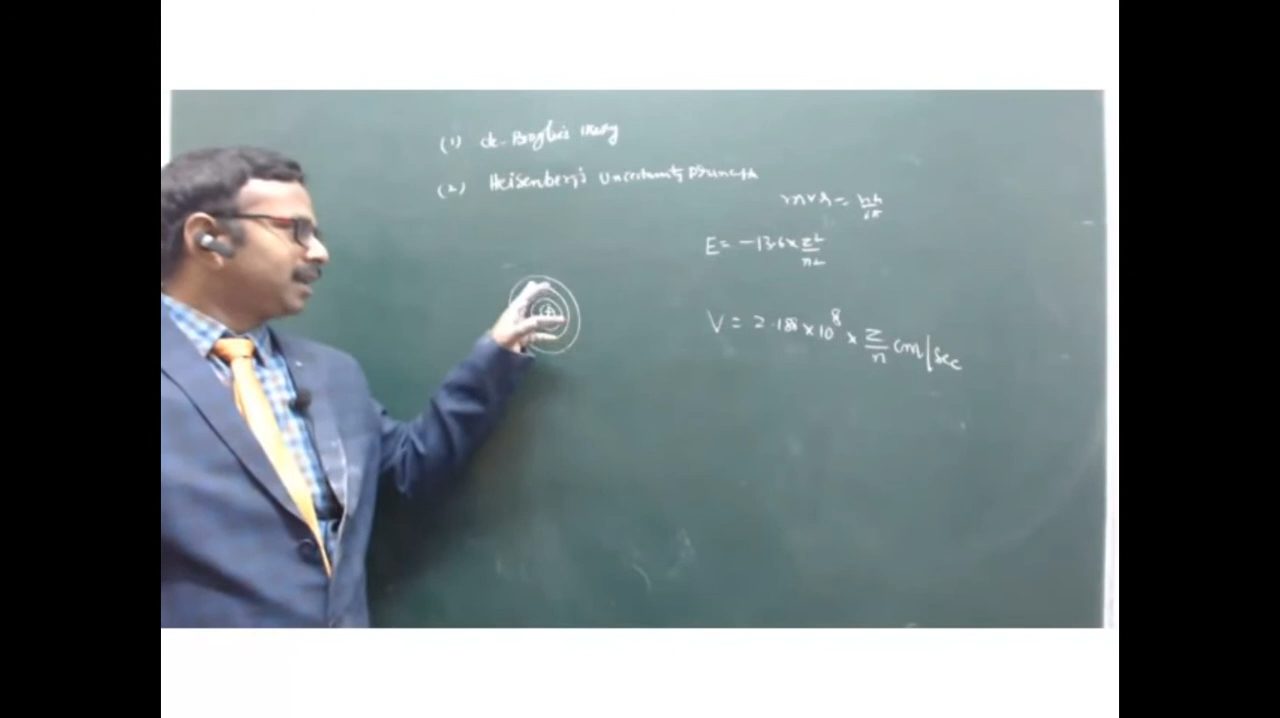 (1) de-Broglie's theory
(2) Heisenberg's Uncertainty Princip
mvr = nh/2π
E = -13.6 × Z²/n²
V = 2.188 × 10⁸ × Z/n cm/sec
+